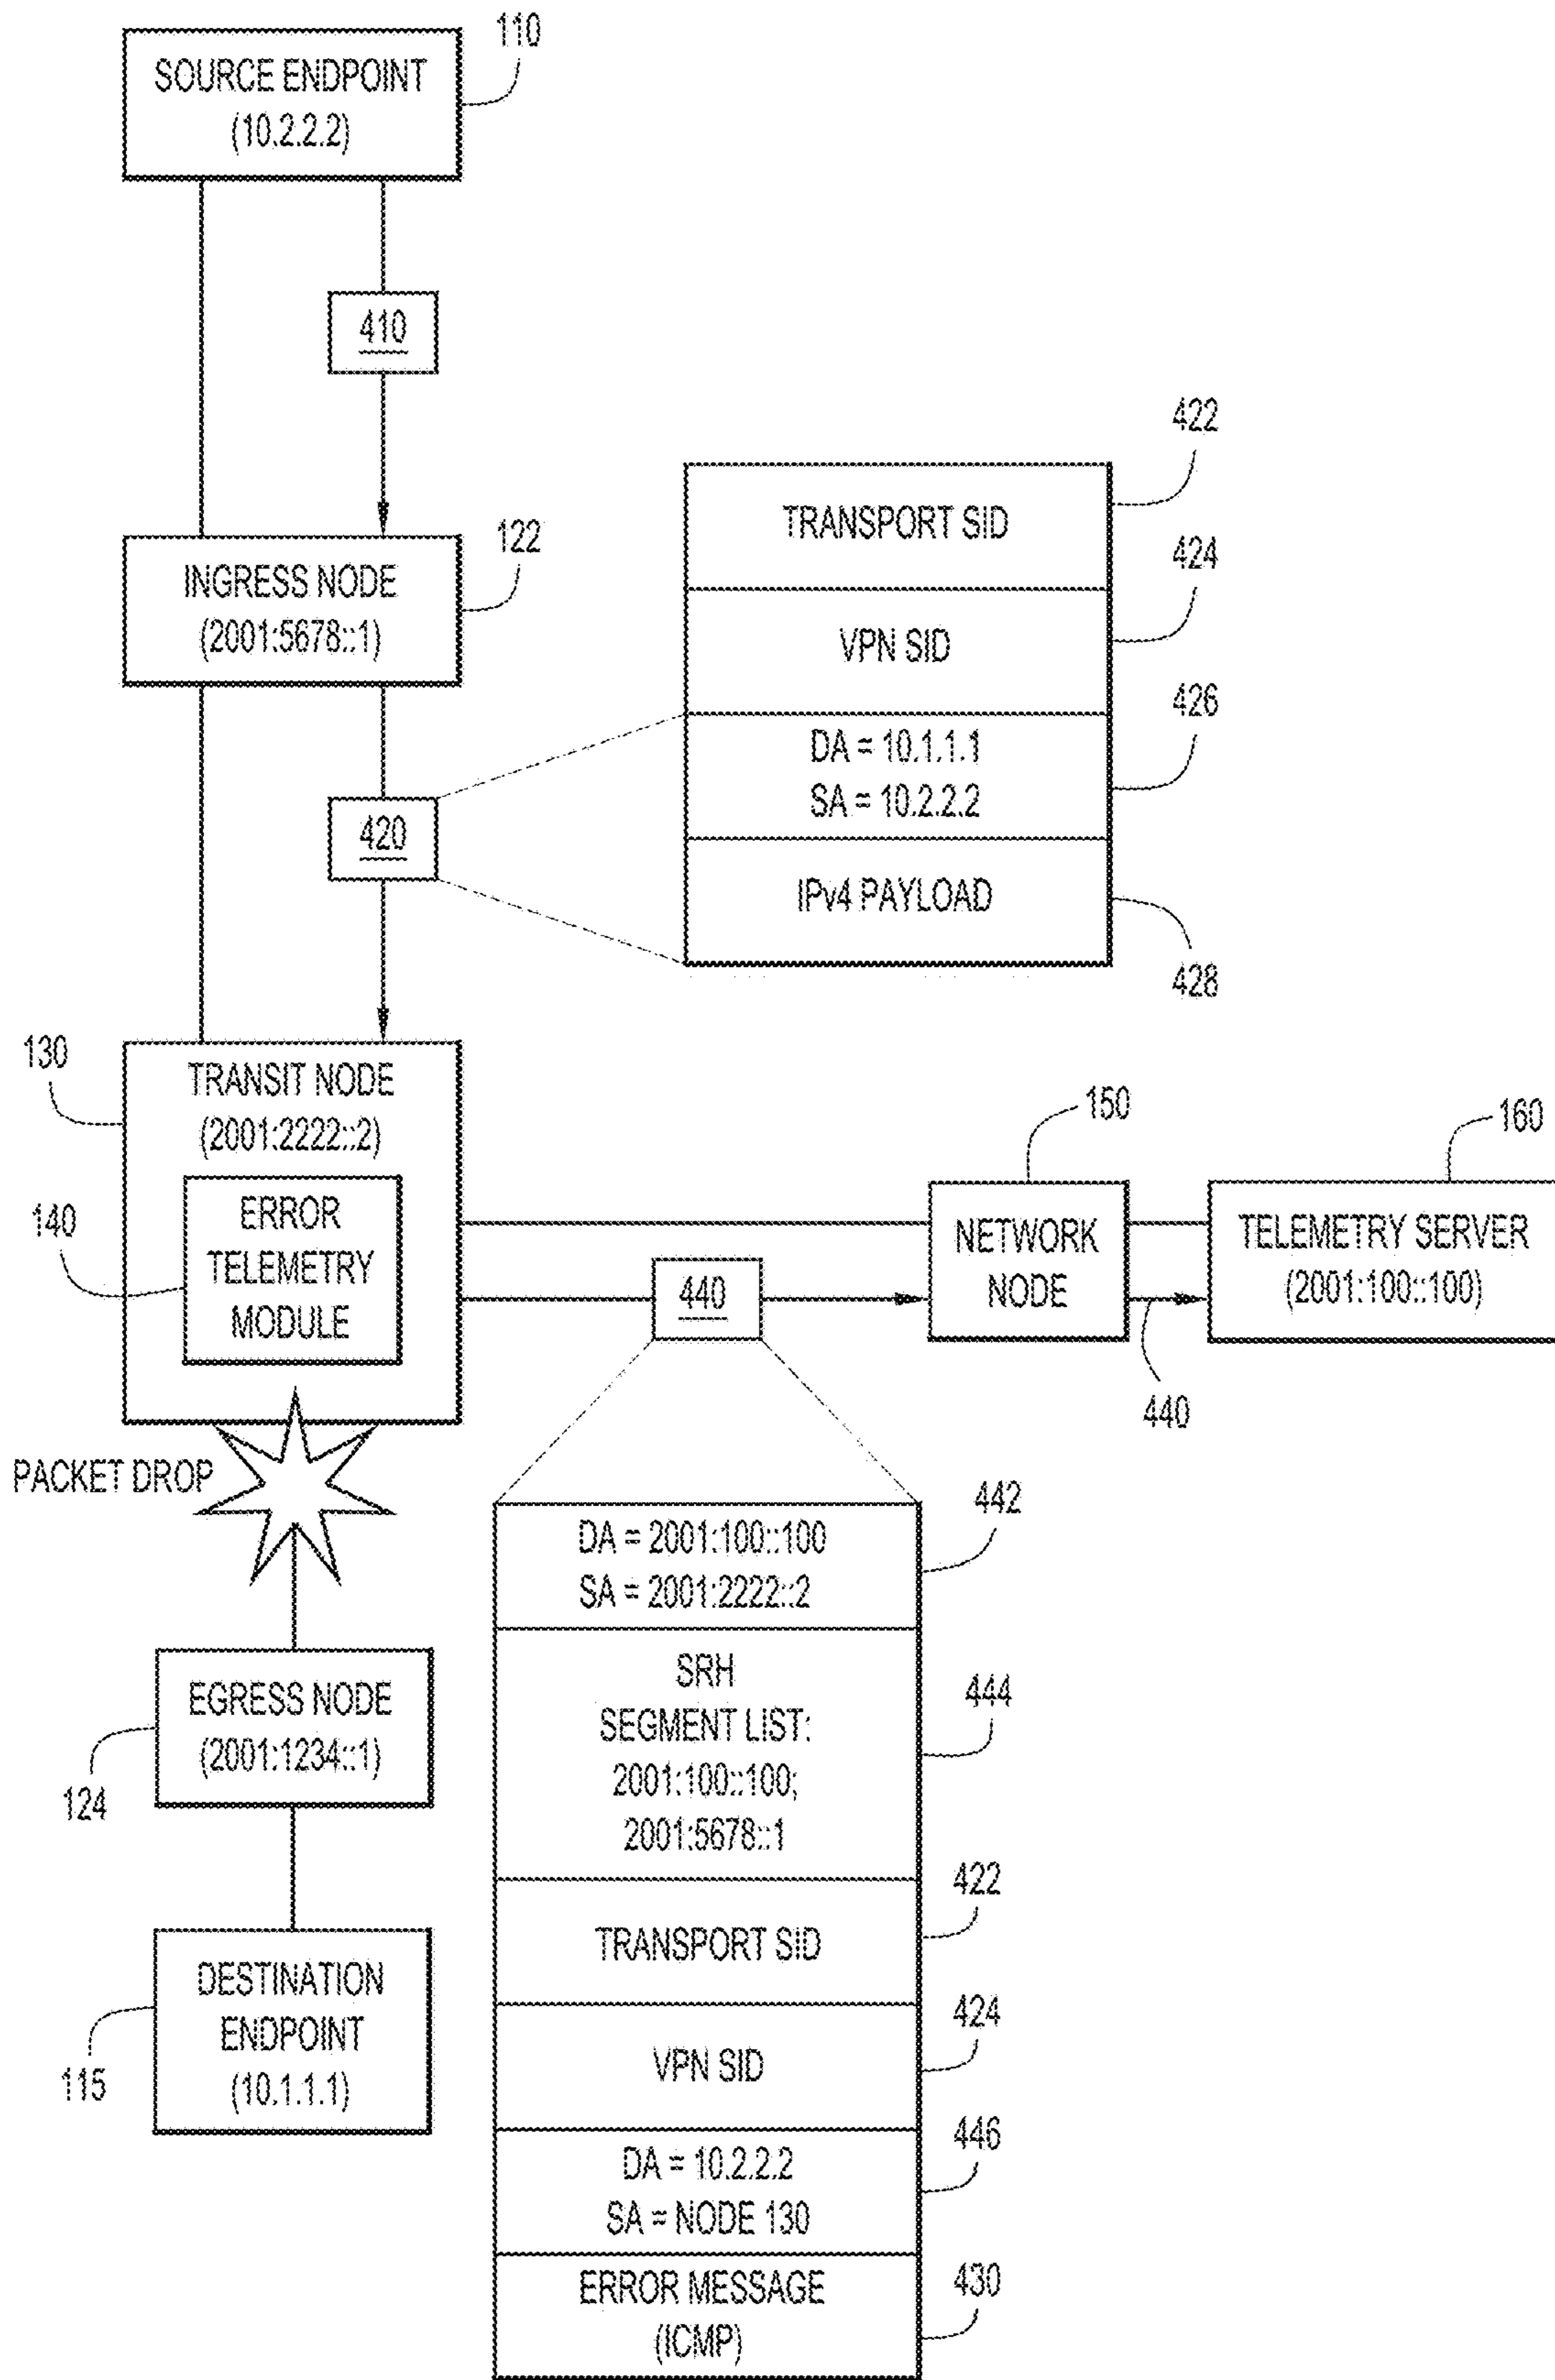 110
SOURCE ENDPOINT
(10.2.2.2)
410
422
TRANSPORT SID
122
INGRESS NODE
(2001:5678::1)
424
VPN SID
426
DA = 10.1.1.1
SA = 10.2.2.2
420
IPv4 PAYLOAD
428
130
TRANSIT NODE
(2001:2222::2)
150
160
140
ERROR
TELEMETRY
MODULE
440
NETWORK
NODE
TELEMETRY SERVER
(2001:100::100)
440
PACKET DROP
442
DA = 2001:100::100
SA = 2001:2222::2
EGRESS NODE
(2001:1234::1)
124
SRH
SEGMENT LIST:
2001:100::100;
2001:5678::1
444
422
TRANSPORT SID
DESTINATION
ENDPOINT
(10.1.1.1)
115
424
VPN SID
446
DA = 10.2.2.2
SA = NODE 130
ERROR MESSAGE
(ICMP)
430